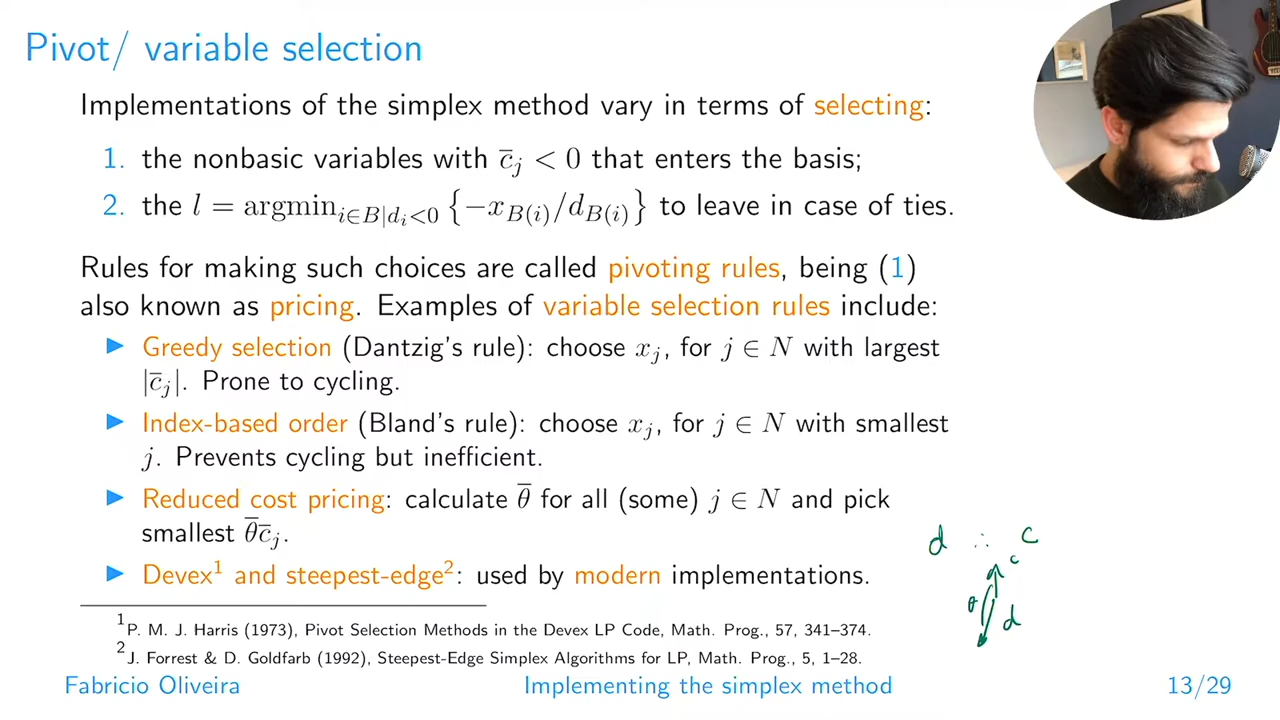 Pivot/ variable selection
Implementations of the simplex method vary in terms of selecting:
1. the nonbasic variables with c̅_j < 0 that enters the basis;
2. the l = argmin_{i∈B|d_i<0} {−x_{B(i)}/d_{B(i)}} to leave in case of ties.
Rules for making such choices are called pivoting rules, being (1)
also known as pricing. Examples of variable selection rules include:
▶ Greedy selection (Dantzig's rule): choose x_j, for j ∈ N with largest
|c̅_j|. Prone to cycling.
▶ Index-based order (Bland's rule): choose x_j, for j ∈ N with smallest
j. Prevents cycling but inefficient.
▶ Reduced cost pricing: calculate θ̅ for all (some) j ∈ N and pick
smallest θ̅c̅_j.
▶ Devex¹ and steepest-edge²: used by modern implementations.
d ∴ c
c
θ d
¹P. M. J. Harris (1973), Pivot Selection Methods in the Devex LP Code, Math. Prog., 57, 341–374.
²J. Forrest & D. Goldfarb (1992), Steepest-Edge Simplex Algorithms for LP, Math. Prog., 5, 1–28.
Fabricio Oliveira Implementing the simplex method 13/29